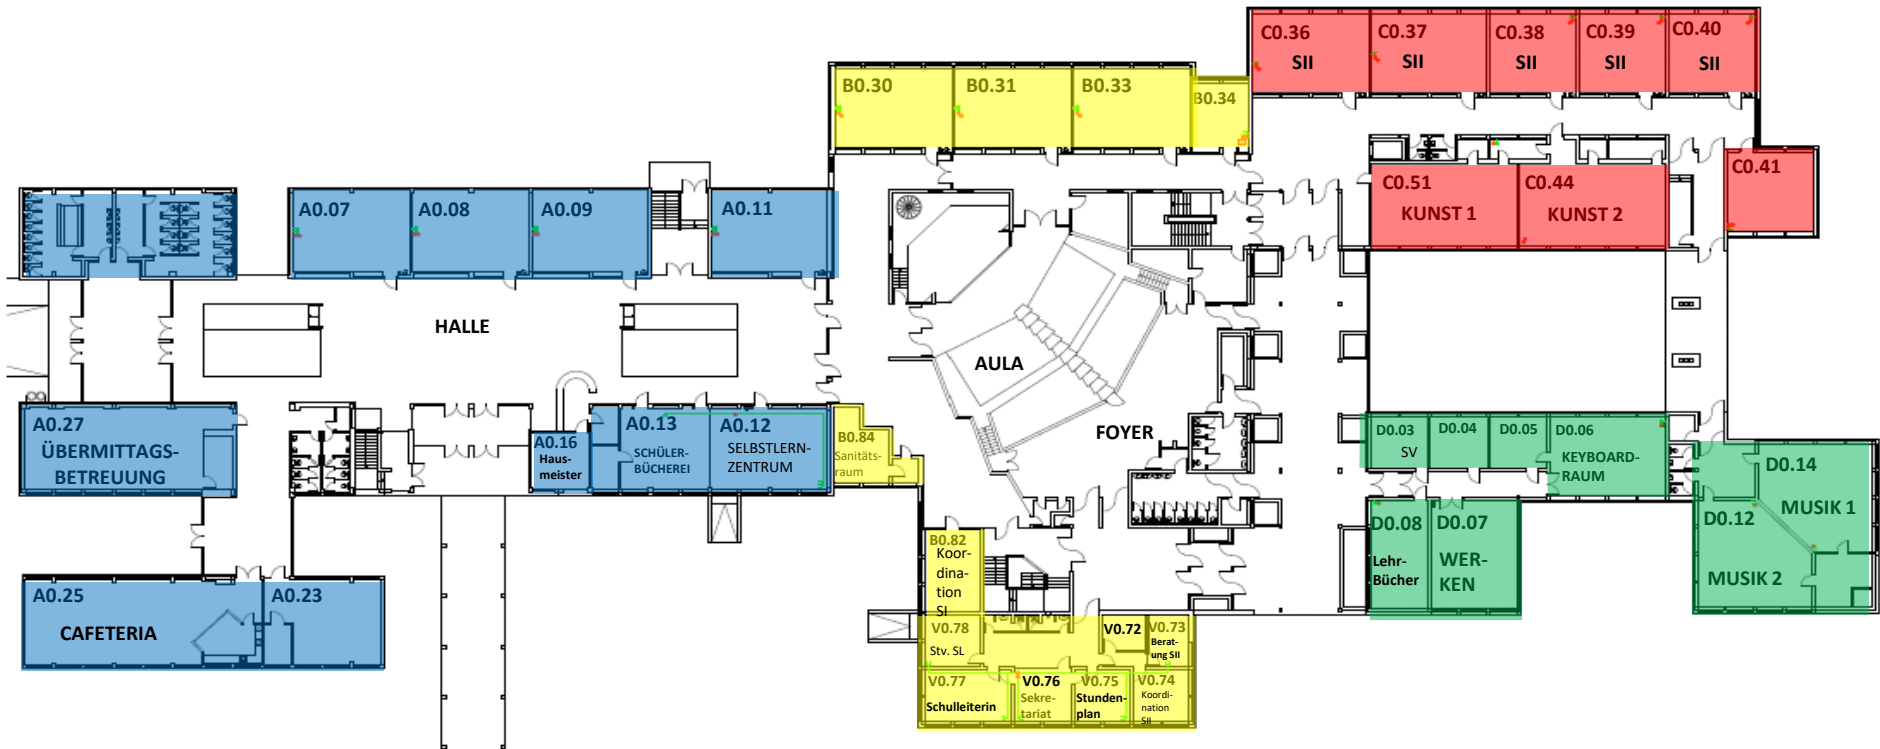 C0.36
SII
C0.37
SII
C0.38
SII
C0.39
SII
C0.40
SII
B0.30
B0.31
B0.33
B0.34
C0.41
C0.51
KUNST 1
C0.44
KUNST 2
A0.07
A0.08
A0.09
A0.11
HALLE
AULA
FOYER
A0.27
ÜBERMITTAGS-
BETREUUNG
A0.16
Haus-
meister
A0.13
SCHÜLER-
BÜCHEREI
A0.12
SELBSTLERN-
ZENTRUM
B0.84
Sanitäts-
raum
D0.03
SV
D0.04
D0.05
D0.06
KEYBOARD-
RAUM
D0.14
MUSIK 1
D0.12
MUSIK 2
D0.08
Lehr-
Bücher
D0.07
WER-
KEN
B0.82
Koor-
dina-
tion
SI
A0.25
CAFETERIA
A0.23
V0.78
Stv. SL
V0.72
V0.73
Berat-
ung SII
V0.77
Schulleiterin
V0.76
Sekre-
tariat
V0.75
Stunden-
plan
V0.74
Koordi-
nation
SII